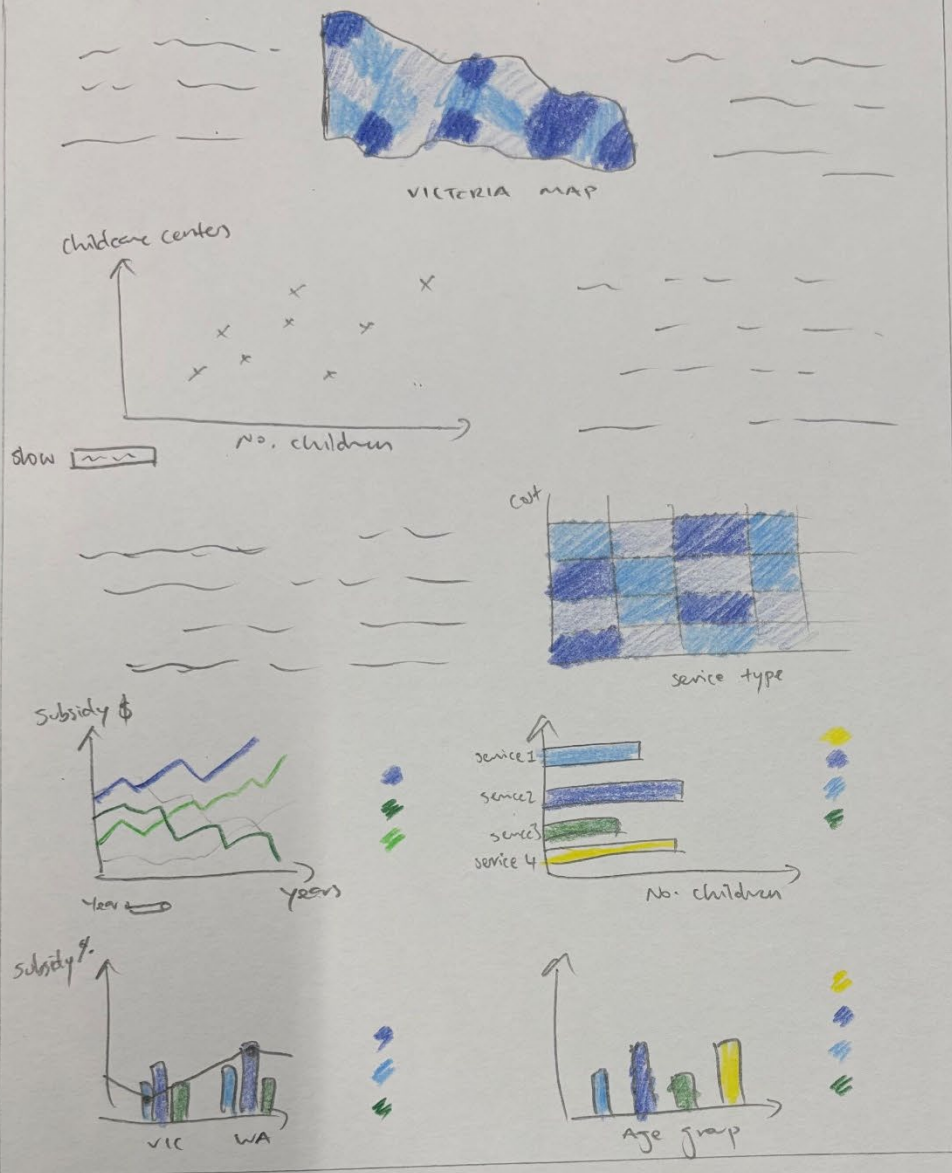 VICTORIA MAP
childcare centers
No. children
slow
cost
service type
Subsidy $
Years
Year
service 1
service 2
service 3
service 4
No. children
Subsidy %
VIC WA
Age group